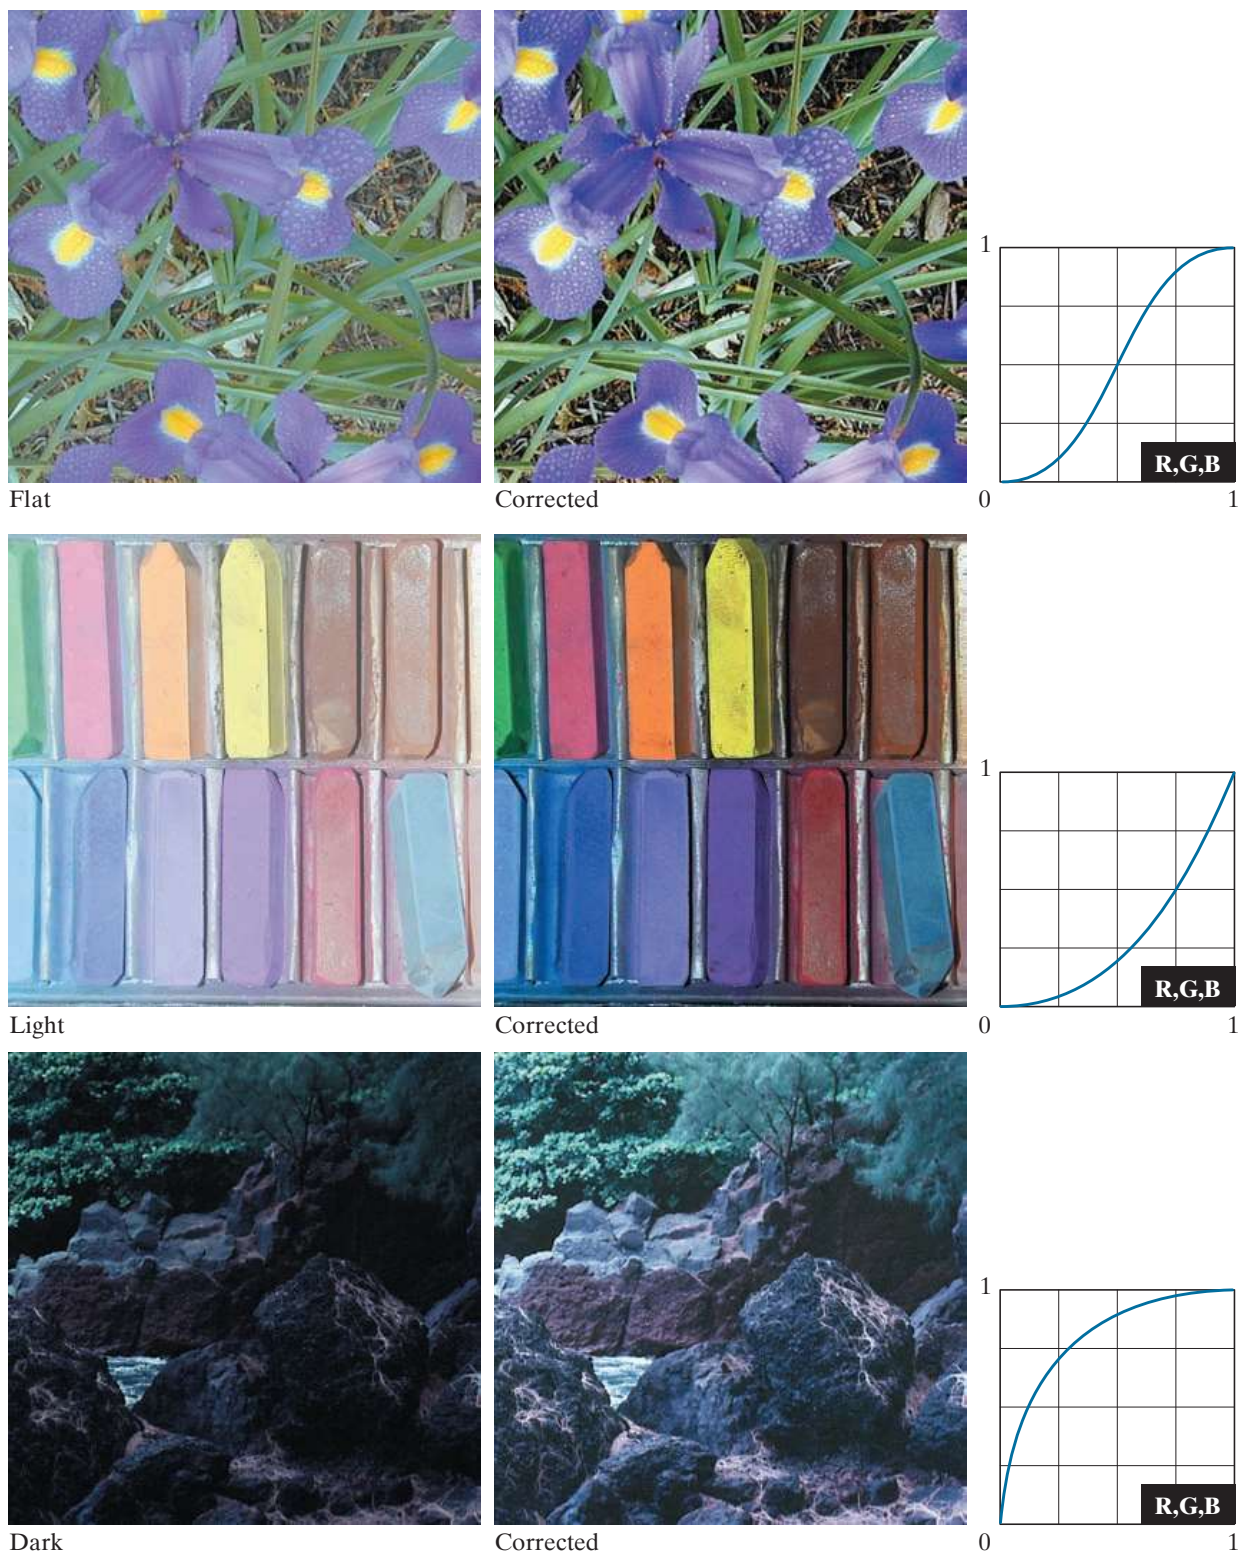 1
R,G,B
Flat Corrected 0 1
1
R,G,B
Light Corrected 0 1
1
R,G,B
Dark Corrected 0 1